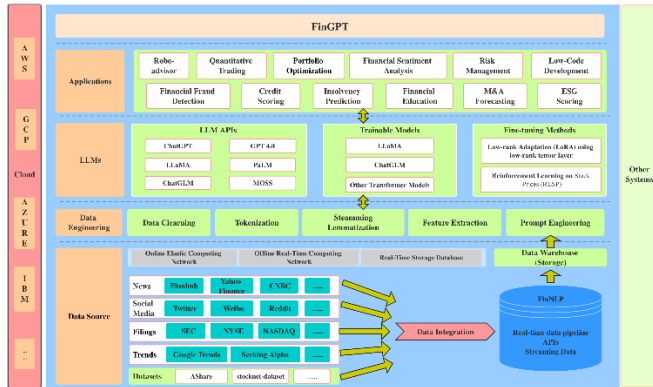 FinGPT
A
W
S
G
C
P
Cloud
A
Z
U
R
E
I
B
M
Applications
Robo-
advisor
Quantitative
Trading
Portfolio
Optimization
Financial Sentiment
Analysis
Risk
Management
Low-Code
Development
Financial Fraud
Detection
Credit
Scoring
Insolvency
Prediction
Financial
Education
M&A
Forecasting
ESG
Scoring
LLMs
LLM APIs
ChatGPT
GPT 4.0
LLaMA
PaLM
ChatGLM
MOSS
Trainable Models
LLaMA
ChatGLM
Other Transformer Models
Fine-tuning Methods
Low-rank Adaptation (LoRA) using
low-rank tensor layer
Reinforcement Learning on Stock
Prices (RLSP)
Data
Engineering
Data Clearning
Tokenization
Steamming
Lemmatization
Feature Extraction
Prompt Engineering
Data Source
Online Elastic Computing
Network
Offline Real-Time Computing
Network
Real-Time Storage Database
Data Warehouse
(Storage)
News
Finnhub
Yahoo
Finance
CNBC
......
Social
Media
Twitter
Weibo
Reddit
......
Filings
SEC
NYSE
NASDAQ
......
Trends
Google Trends
Seeking Alpha
......
Datasets
AShare
stocknet-dataset
......
Data Integration
FinNLP
Real-time data pipeline
APIs
Streaming Data
Other
Systems